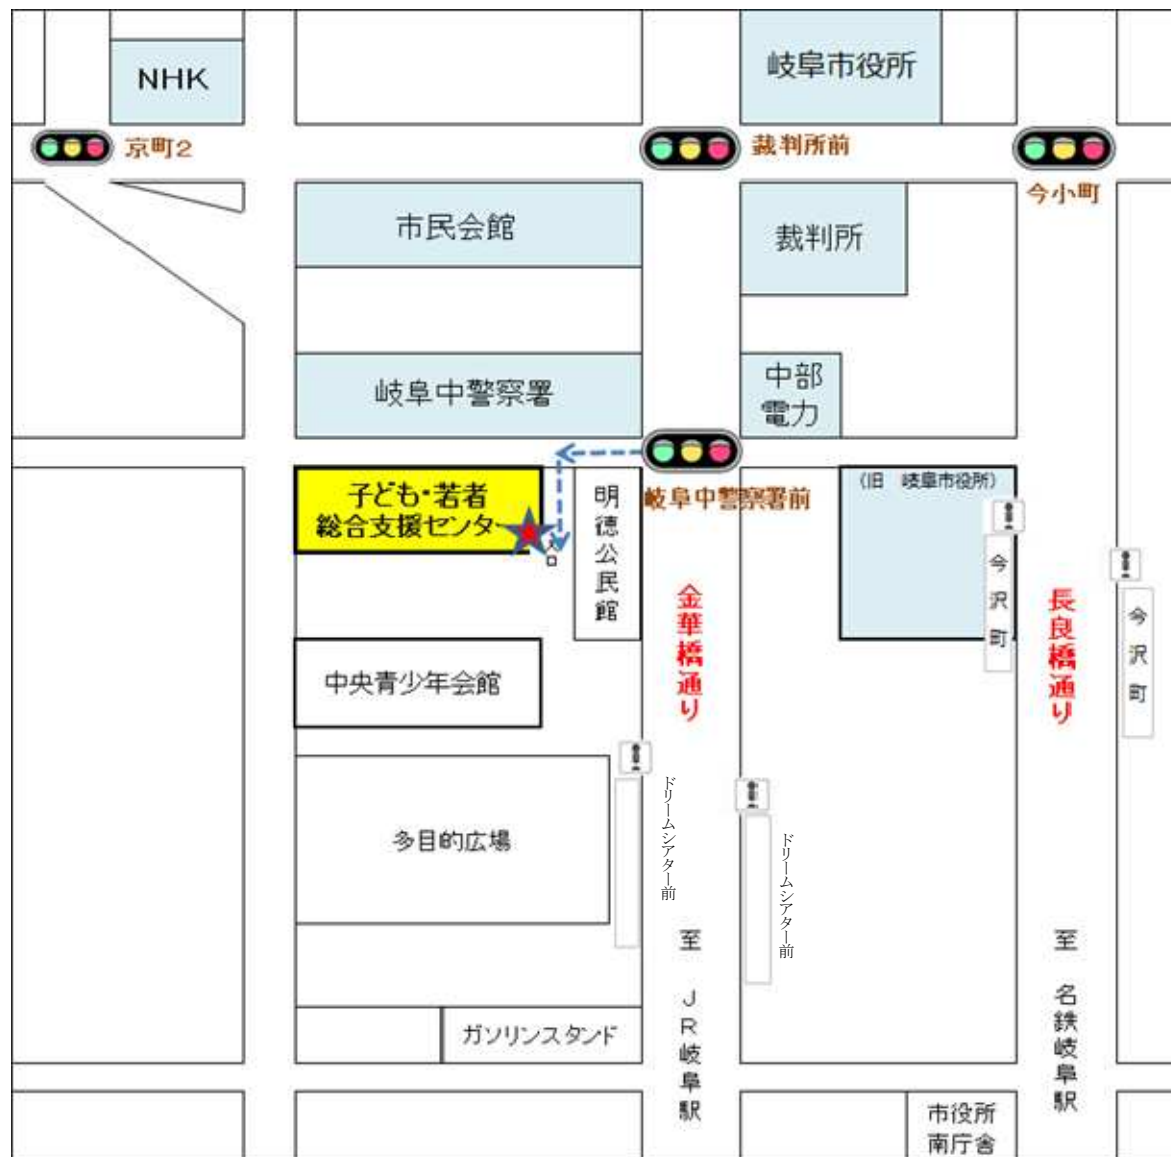 NHK
岐阜市役所
京町2
裁判所前
今小町
市民会館
裁判所
岐阜中警察署
中部
電力
岐阜中警察署前
子ども・若者
総合支援センター
入口
明徳公民館
(旧 岐阜市役所)
今沢町
今沢町
金華橋通り
長良橋通り
中央青少年会館
ドリームシアター前
ドリームシアター前
多目的広場
至 JR岐阜駅
至 名鉄岐阜駅
ガソリンスタンド
市役所
南庁舎